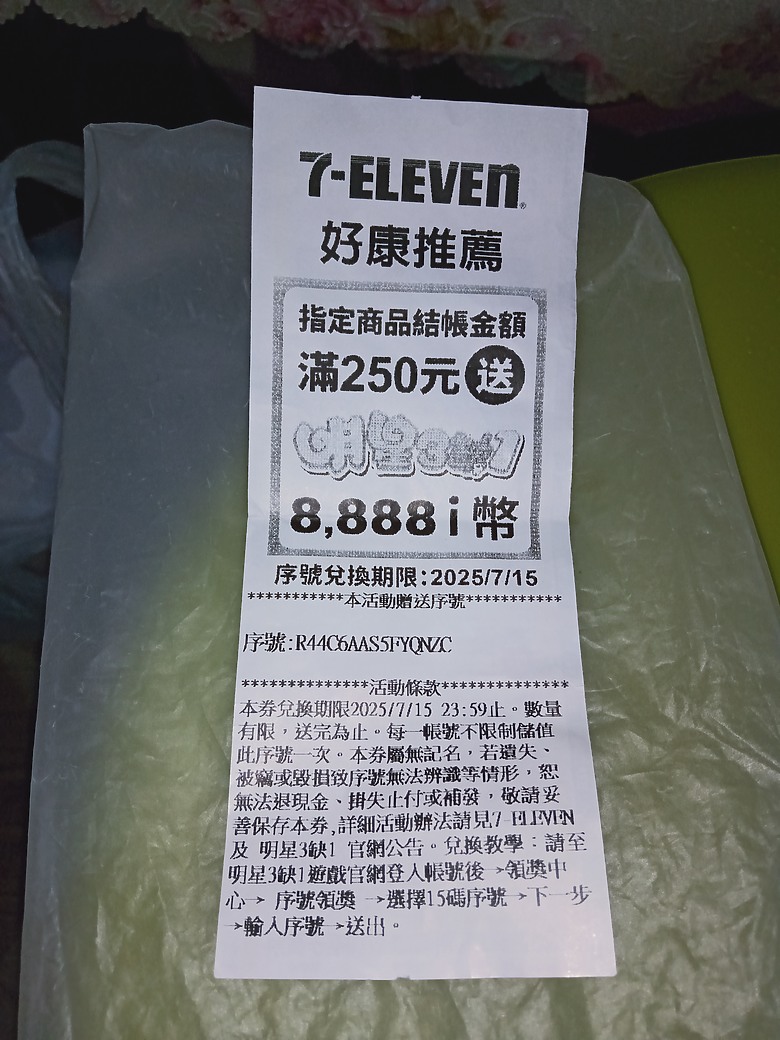 7-ELEVEN®
好康推薦
指定商品結帳金額
滿250元送
明星3缺1
8,888 i 幣
序號兌換期限:2025/7/15
***********本活動贈送序號***********
序號:R44C6AAS5FYQNZC
**************活動條款**************
本券兌換期限2025/7/15 23:59止。數量
有限，送完為止。每一帳號不限制儲值
此序號一次。本券屬無記名，若遺失、
被竊或毀損致序號無法辨識等情形，恕
無法退現金、掛失止付或補發，敬請妥
善保存本券,詳細活動辦法請見7-ELEVEN
及 明星3缺1 官網公告。兌換教學：請至
明星3缺1遊戲官網登入帳號後→領獎中
心→ 序號領獎 →選擇15碼序號→下一步
→輸入序號→送出。